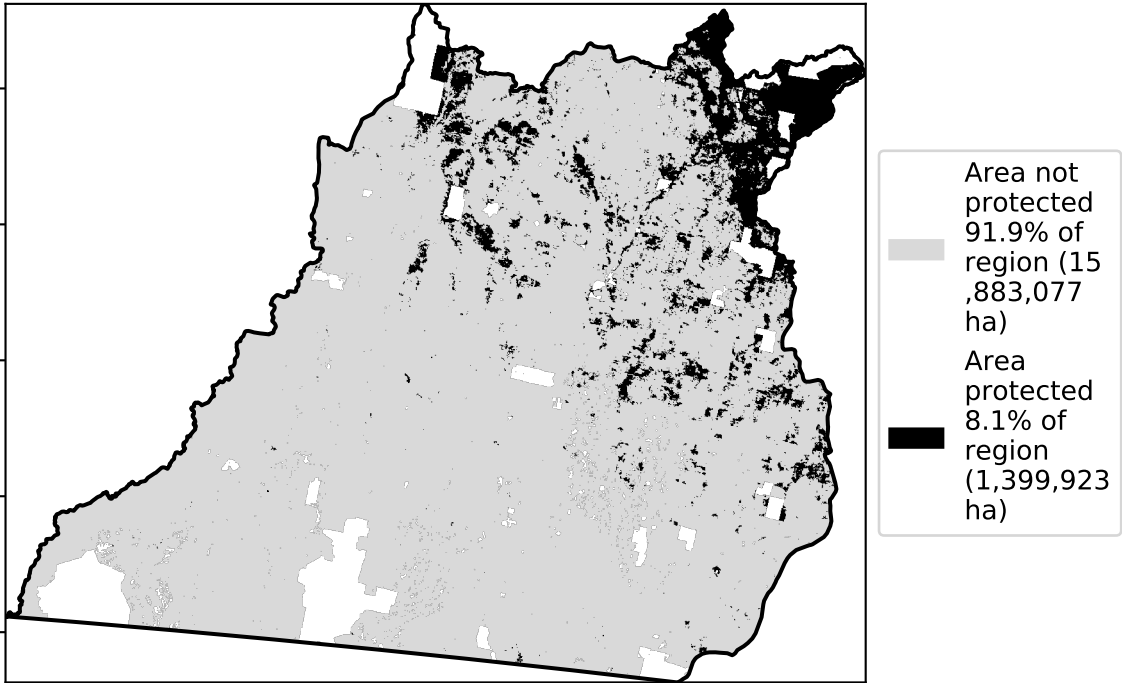 Area not
protected
91.9% of
region (15
,883,077
ha)
Area
protected
8.1% of
region
(1,399,923
ha)